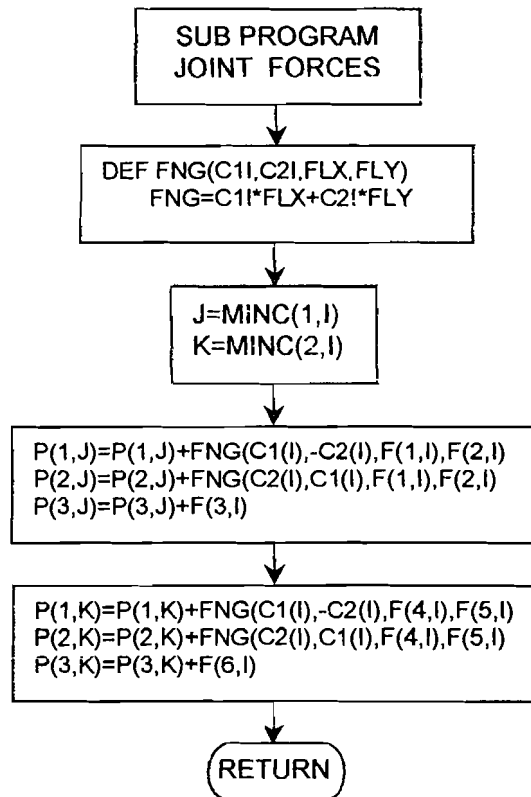 SUB PROGRAM
JOINT FORCES
DEF FNG(C1I,C2I,FLX,FLY)
FNG=C1I*FLX+C2I*FLY
J=MINC(1,I)
K=MINC(2,I)
P(1,J)=P(1,J)+FNG(C1(I),-C2(I),F(1,I),F(2,I)
P(2,J)=P(2,J)+FNG(C2(I),C1(I),F(1,I),F(2,I)
P(3,J)=P(3,J)+F(3,I)
P(1,K)=P(1,K)+FNG(C1(I),-C2(I),F(4,I),F(5,I)
P(2,K)=P(2,K)+FNG(C2(I),C1(I),F(4,I),F(5,I)
P(3,K)=P(3,K)+F(6,I)
RETURN